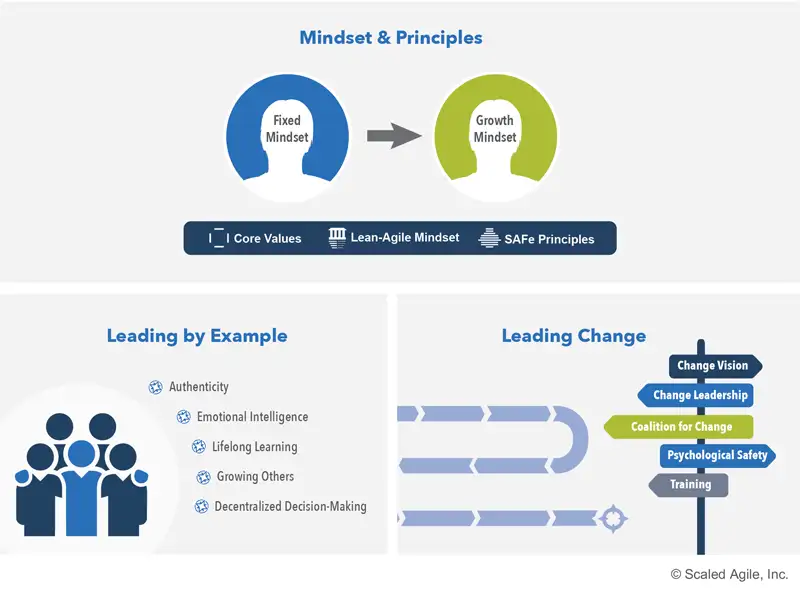 Mindset & Principles
Fixed
Mindset
Growth
Mindset
Core Values
Lean-Agile Mindset
SAFe Principles
Leading by Example
Authenticity
Emotional Intelligence
Lifelong Learning
Growing Others
Decentralized Decision-Making
Leading Change
Change Vision
Change Leadership
Coalition for Change
Psychological Safety
Training
© Scaled Agile, Inc.